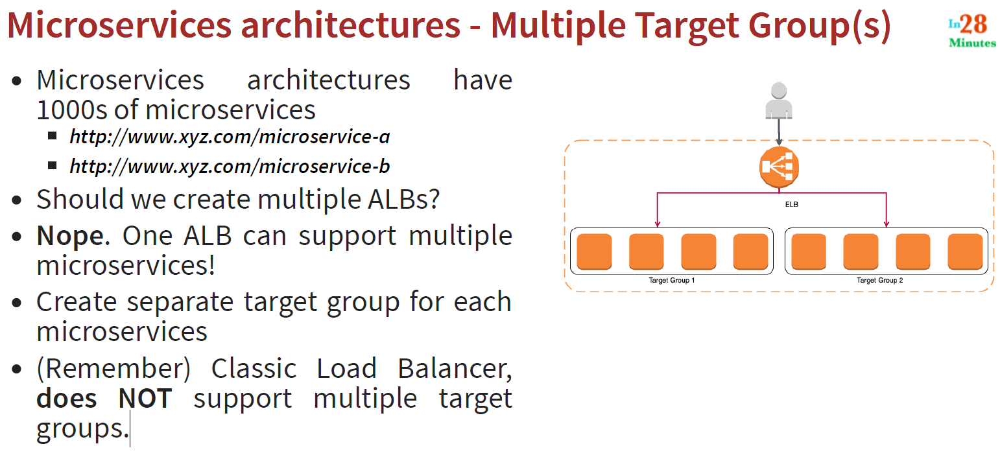 Microservices architectures - Multiple Target Group(s)
In28
Minutes
Microservices architectures have
1000s of microservices
http://www.xyz.com/microservice-a
http://www.xyz.com/microservice-b
Should we create multiple ALBs?
Nope. One ALB can support multiple
microservices!
Create separate target group for each
microservices
(Remember) Classic Load Balancer,
does NOT support multiple target
groups.
ELB
Target Group 1
Target Group 2